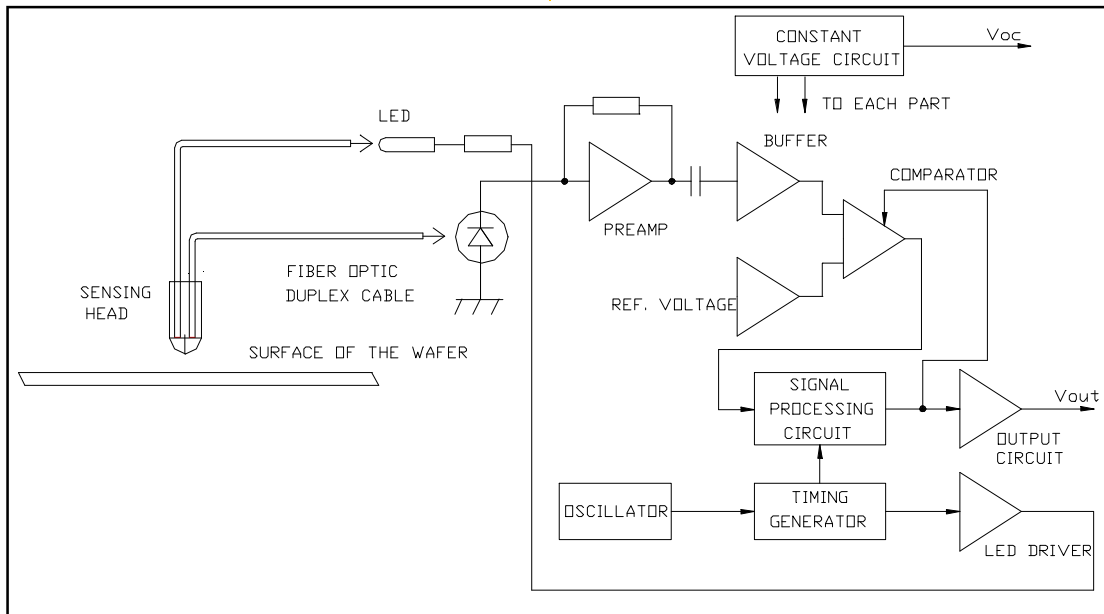 CONSTANT
VOLTAGE CIRCUIT
Voc
TO EACH PART
LED
BUFFER
COMPARATOR
PREAMP
FIBER OPTIC
DUPLEX CABLE
SENSING
HEAD
REF. VOLTAGE
SURFACE OF THE WAFER
SIGNAL
PROCESSING
CIRCUIT
Vout
OUTPUT
CIRCUIT
OSCILLATOR
TIMING
GENERATOR
LED DRIVER